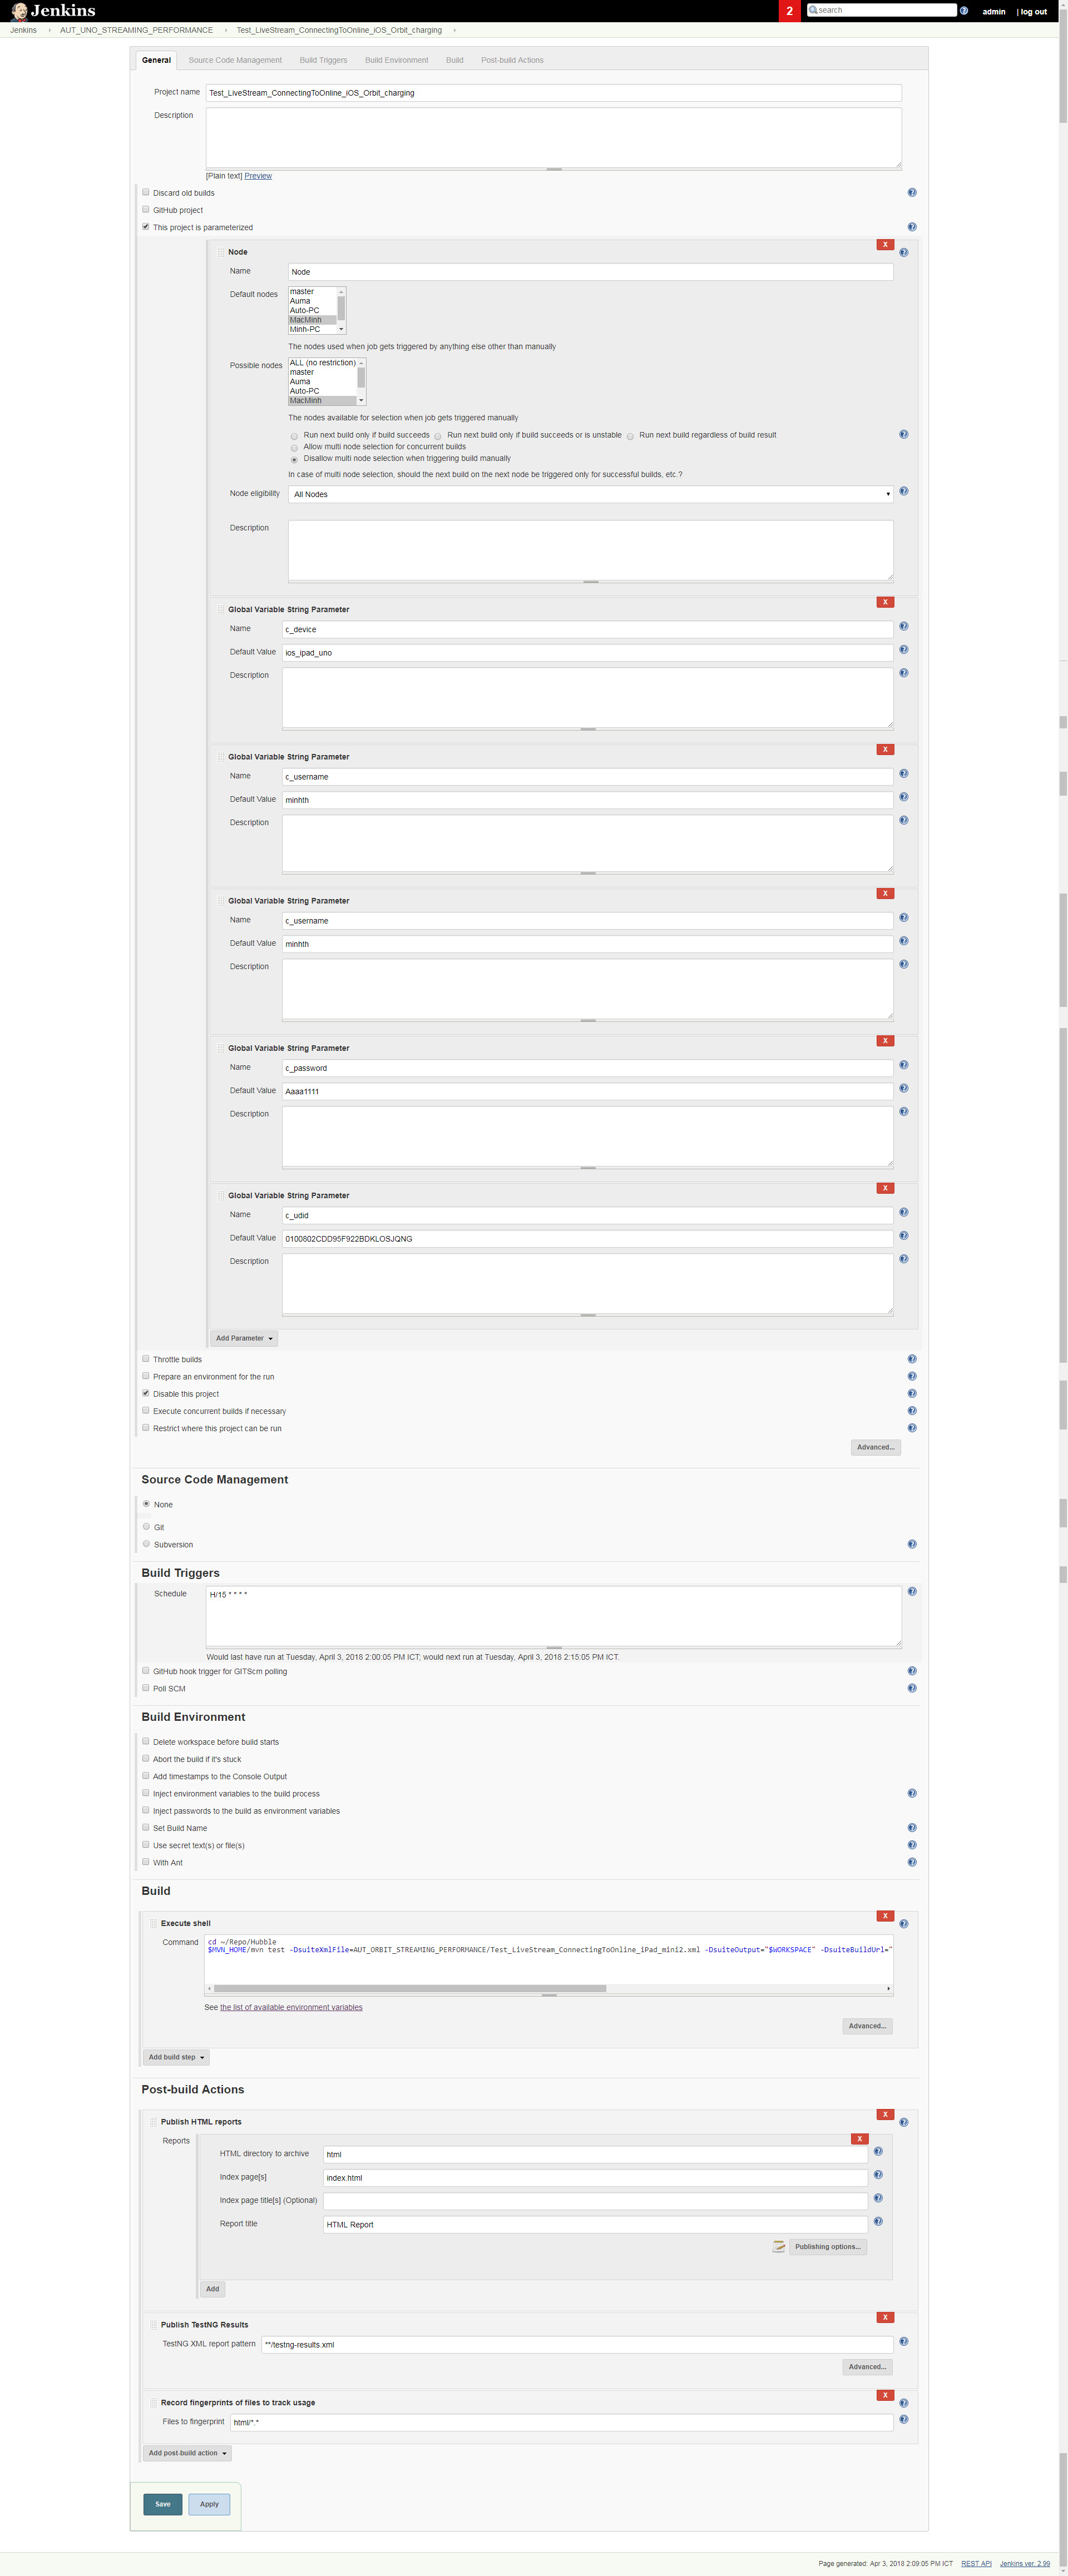 Jenkins
2
search
admin
| log out
Jenkins
AUT_UNO_STREAMING_PERFORMANCE
Test_LiveStream_ConnectingToOnline_iOS_Orbit_charging
General
Source Code Management
Build Triggers
Build Environment
Build
Post-build Actions
Project name
Test_LiveStream_ConnectingToOnline_iOS_Orbit_charging
Description
[Plain text] Preview
Discard old builds
GitHub project
This project is parameterized
X
Node
Name
Node
Default nodes
master
Auma
Auto-PC
MacMinh
Minh-PC
The nodes used when job gets triggered by anything else other than manually
Possible nodes
ALL (no restriction)
master
Auma
Auto-PC
MacMinh
The nodes available for selection when job gets triggered manually
Run next build only if build succeeds
Run next build only if build succeeds or is unstable
Run next build regardless of build result
Allow multi node selection for concurrent builds
Disallow multi node selection when triggering build manually
In case of multi node selection, should the next build on the next node be triggered only for successful builds, etc.?
Node eligibility
All Nodes
Description
X
Global Variable String Parameter
Name
c_device
Default Value
ios_ipad_uno
Description
X
Global Variable String Parameter
Name
c_username
Default Value
minhth
Description
X
Global Variable String Parameter
Name
c_username
Default Value
minhth
Description
X
Global Variable String Parameter
Name
c_password
Default Value
Aaaa1111
Description
X
Global Variable String Parameter
Name
c_udid
Default Value
0100802CDD95F922BDKLOSJQNG
Description
Add Parameter
Throttle builds
Prepare an environment for the run
Disable this project
Execute concurrent builds if necessary
Restrict where this project can be run
Advanced...
Source Code Management
None
Git
Subversion
Build Triggers
Schedule
H/15 * * * *
Would last have run at Tuesday, April 3, 2018 2:00:05 PM ICT; would next run at Tuesday, April 3, 2018 2:15:05 PM ICT.
GitHub hook trigger for GITScm polling
Poll SCM
Build Environment
Delete workspace before build starts
Abort the build if it's stuck
Add timestamps to the Console Output
Inject environment variables to the build process
Inject passwords to the build as environment variables
Set Build Name
Use secret text(s) or file(s)
With Ant
Build
X
Execute shell
Command
cd ~/Repo/Hubble
$MVN_HOME/mvn test -DsuiteXmlFile=AUT_ORBIT_STREAMING_PERFORMANCE/Test_LiveStream_ConnectingToOnline_iPad_mini2.xml -DsuiteOutput="$WORKSPACE" -DsuiteBuildUrl="
See the list of available environment variables
Advanced...
Add build step
Post-build Actions
X
Publish HTML reports
Reports
X
HTML directory to archive
html
Index page[s]
index.html
Index page title[s] (Optional)
Report title
HTML Report
Publishing options...
Add
X
Publish TestNG Results
TestNG XML report pattern
**/testng-results.xml
Advanced...
X
Record fingerprints of files to track usage
Files to fingerprint
html/*.*
Add post-build action
Save
Apply
Page generated: Apr 3, 2018 2:09:05 PM ICT
REST API
Jenkins ver. 2.99